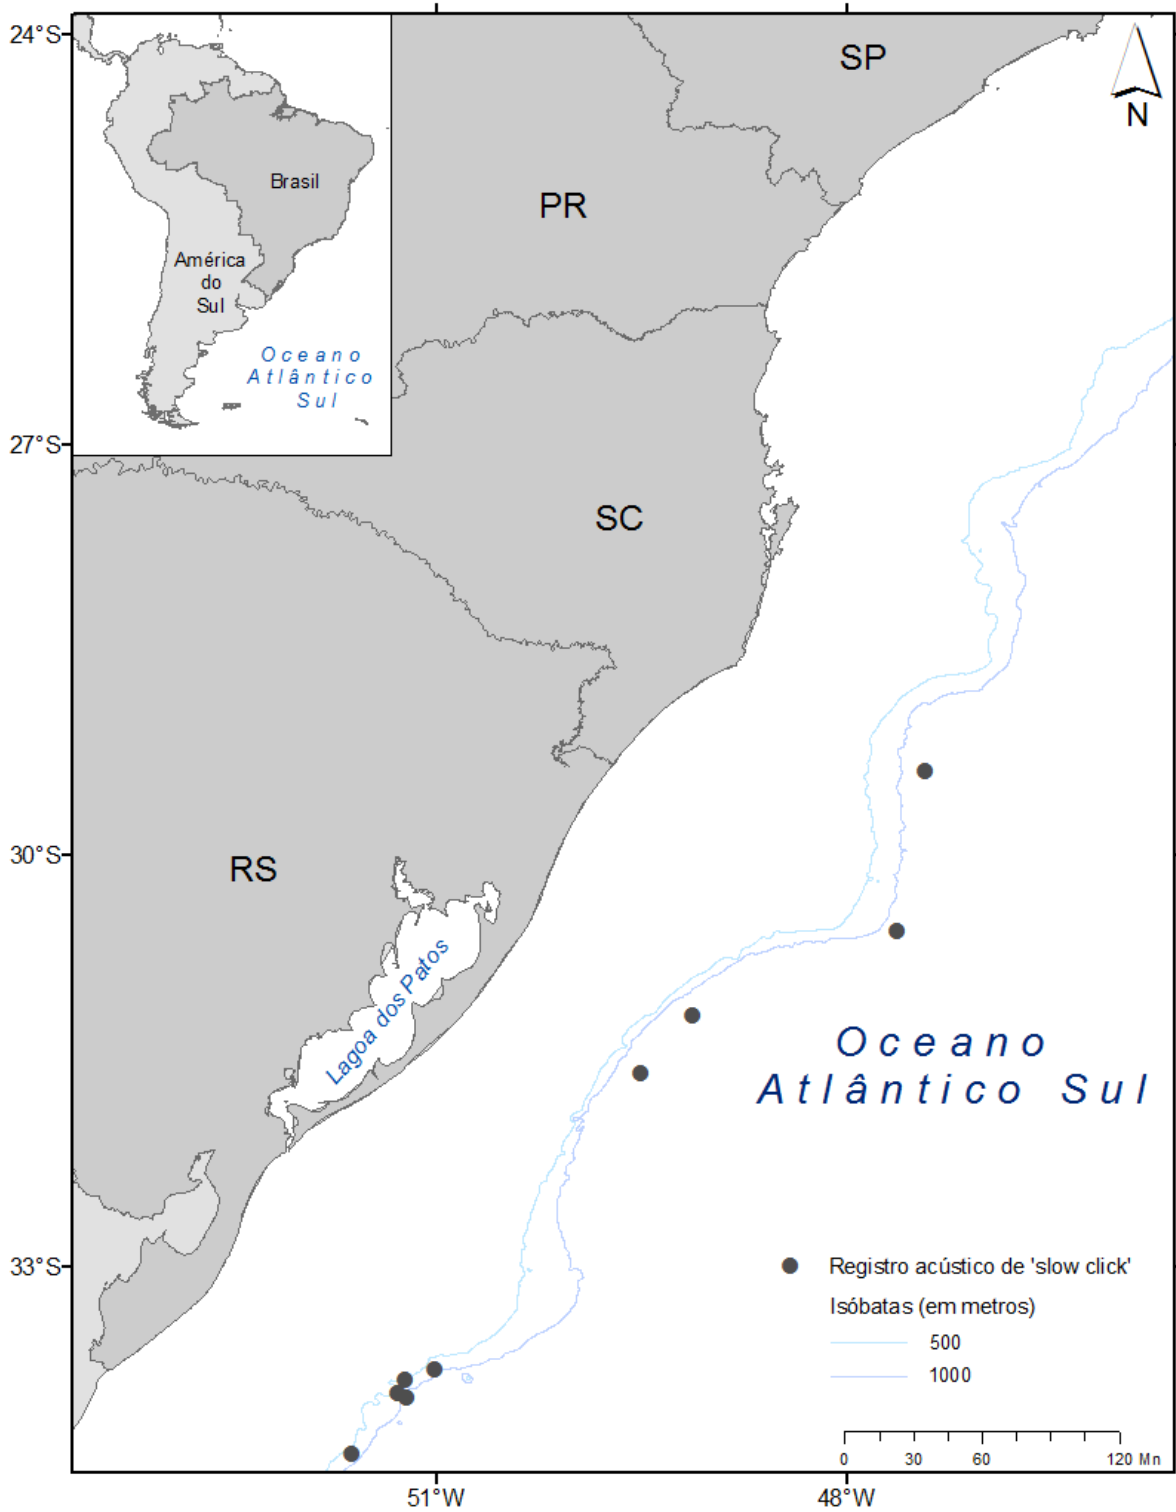 24°S
27°S
30°S
33°S
51°W
48°W
Brasil
América
do
Sul
Oceano
Atlântico
Sul
SP
N
PR
SC
RS
Lagoa dos Patos
Oceano
Atlântico Sul
Registro acústico de 'slow click'
Isóbatas (em metros)
500
1000
0 30 60 120 Mn